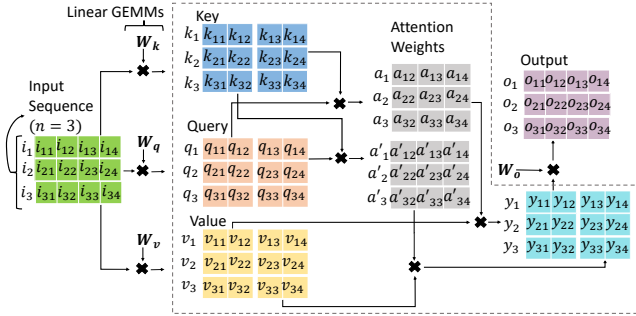 Linear GEMMs
W_k
Key
k_1 k_11 k_12 k_13 k_14
k_2 k_21 k_22 k_23 k_24
k_3 k_31 k_32 k_33 k_34
Attention
Weights
a_1 a_12 a_13 a_14
a_2 a_22 a_23 a_24
a_3 a_32 a_33 a_34
a'_1 a'_12 a'_13 a'_14
a'_2 a'_22 a'_23 a'_24
a'_3 a'_32 a'_33 a'_34
Output
o_1 o_11 o_12 o_13 o_14
o_2 o_21 o_22 o_23 o_24
o_3 o_31 o_32 o_33 o_34
Input
Sequence
(n = 3)
i_1 i_11 i_12 i_13 i_14
i_2 i_21 i_22 i_23 i_24
i_3 i_31 i_32 i_33 i_34
W_q
Query
q_1 q_11 q_12 q_13 q_14
q_2 q_21 q_22 q_23 q_24
q_3 q_31 q_32 q_33 q_34
W_o
W_v
Value
v_1 v_11 v_12 v_13 v_14
v_2 v_21 v_22 v_23 v_24
v_3 v_31 v_32 v_33 v_34
y_1 y_11 y_12 y_13 y_14
y_2 y_21 y_22 y_23 y_24
y_3 y_31 y_32 y_33 y_34